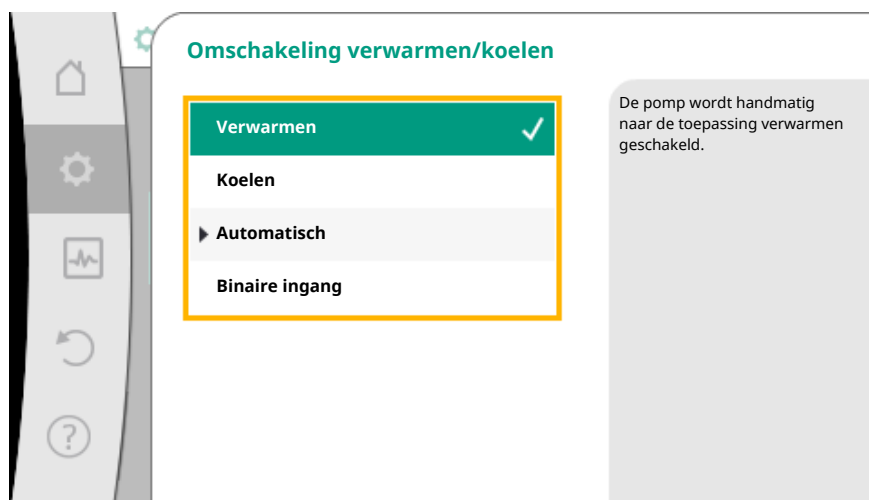 Omschakeling verwarmen/koelen
Verwarmen
Koelen
Automatisch
Binaire ingang
De pomp wordt handmatig
naar de toepassing verwarmen
geschakeld.